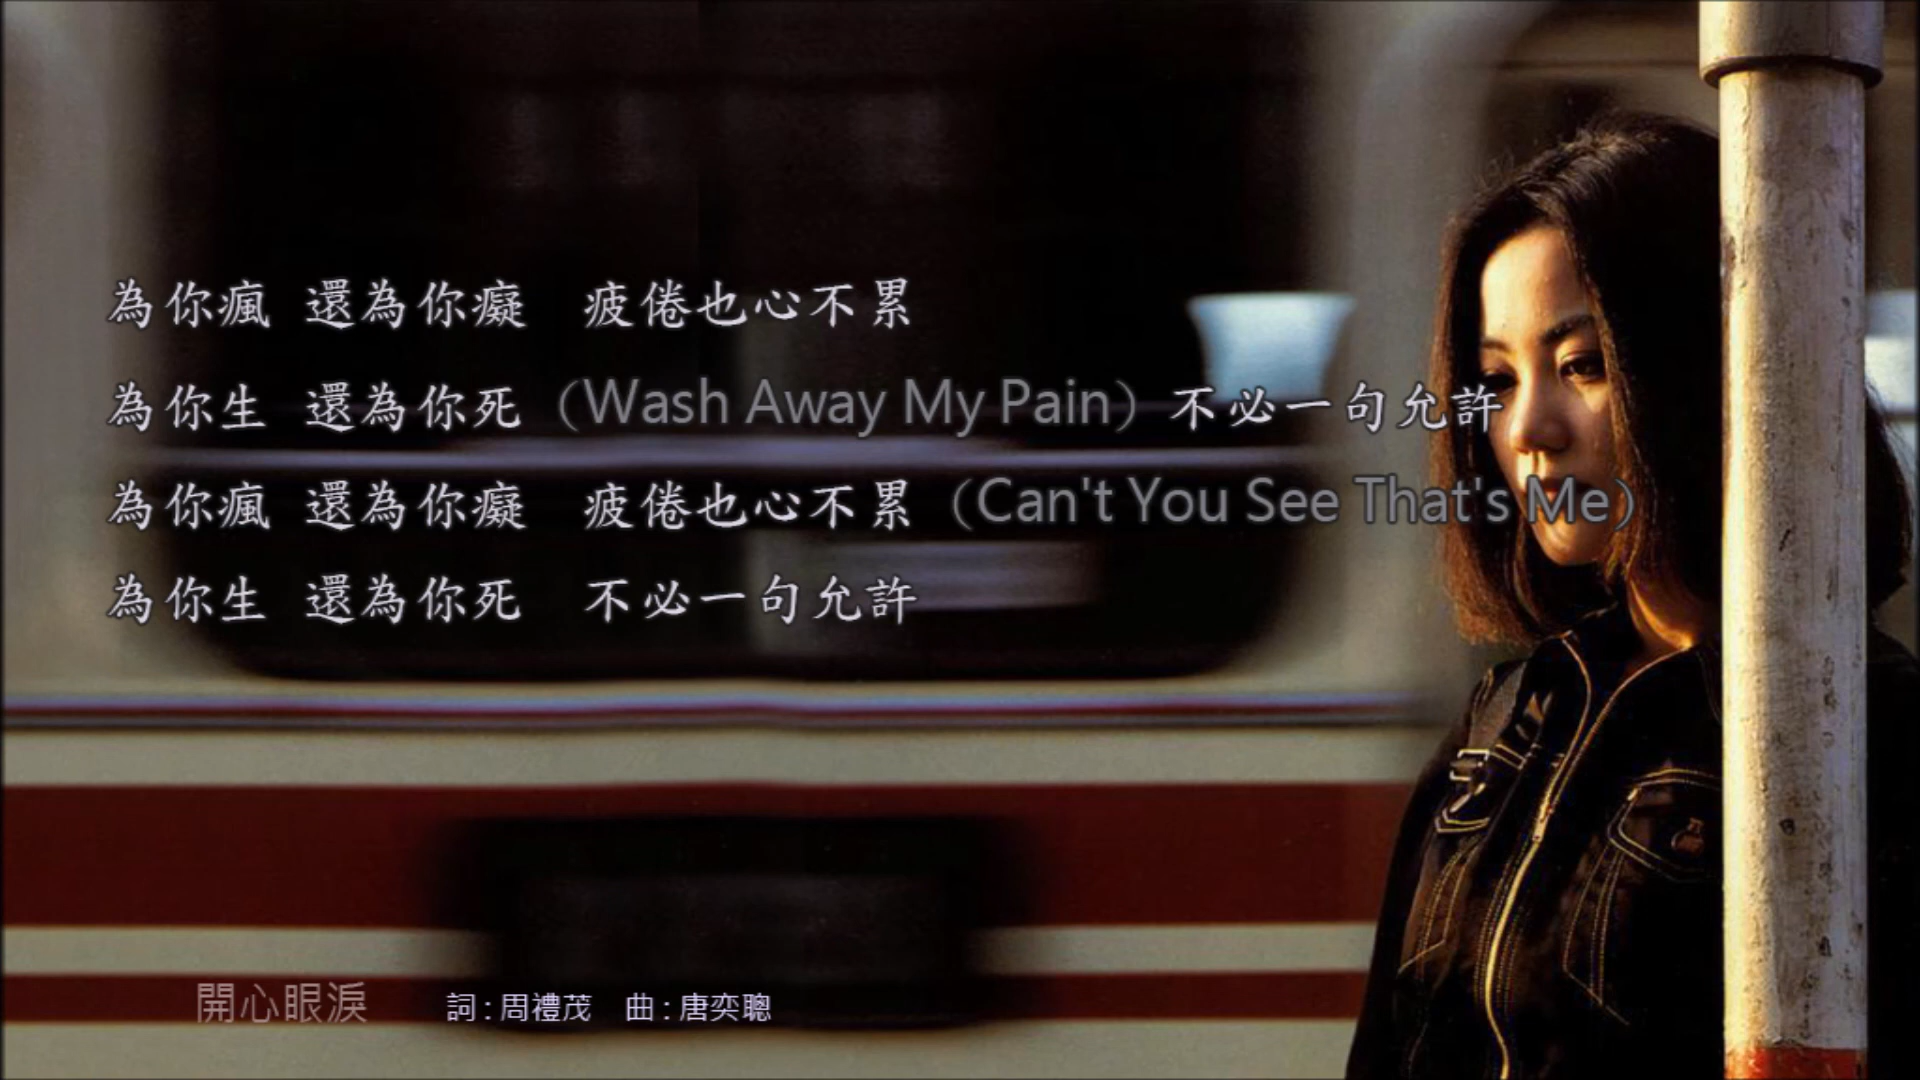 為你瘋 還為你癡 疲倦也心不累
為你生 還為你死（Wash Away My Pain）不必一句允許
為你瘋 還為你癡 疲倦也心不累（Can't You See That's Me）
為你生 還為你死 不必一句允許
開心眼淚 詞 : 周禮茂 曲 : 唐奕聰